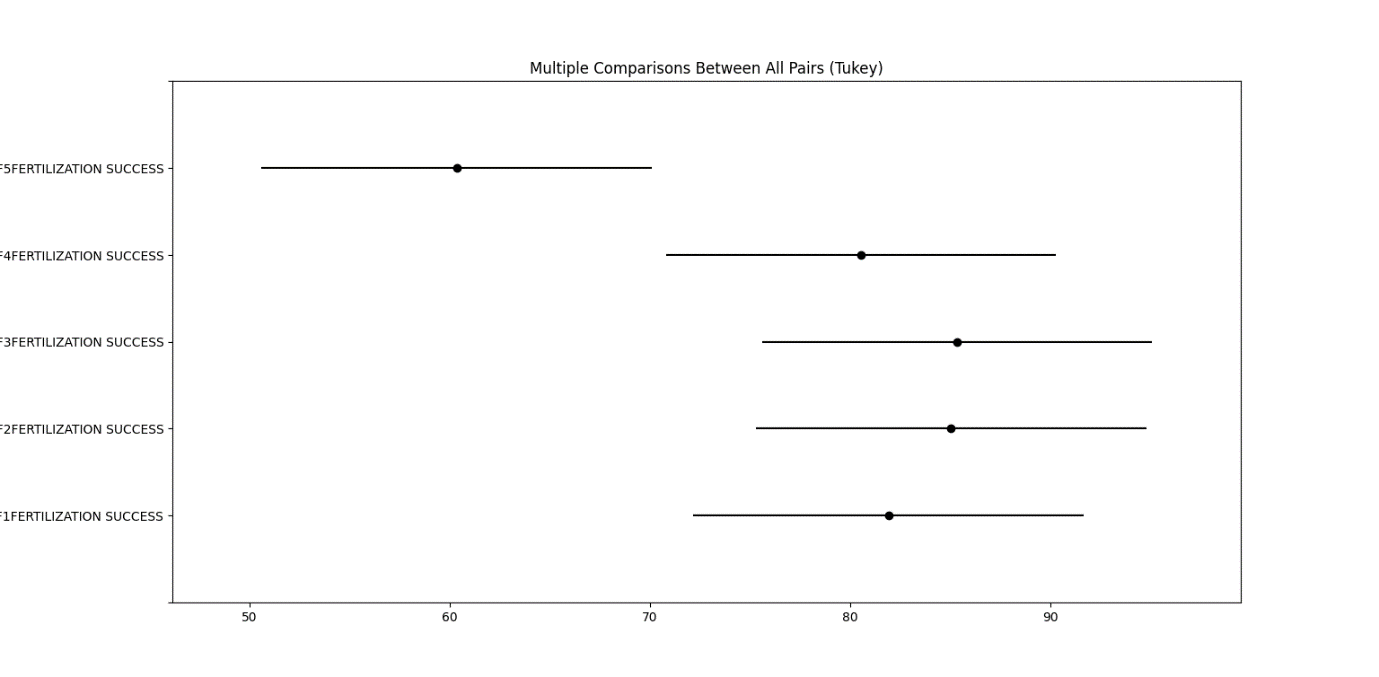 Multiple Comparisons Between All Pairs (Tukey)
F5FERTILIZATION SUCCESS
F4FERTILIZATION SUCCESS
F3FERTILIZATION SUCCESS
F2FERTILIZATION SUCCESS
F1FERTILIZATION SUCCESS
50 60 70 80 90